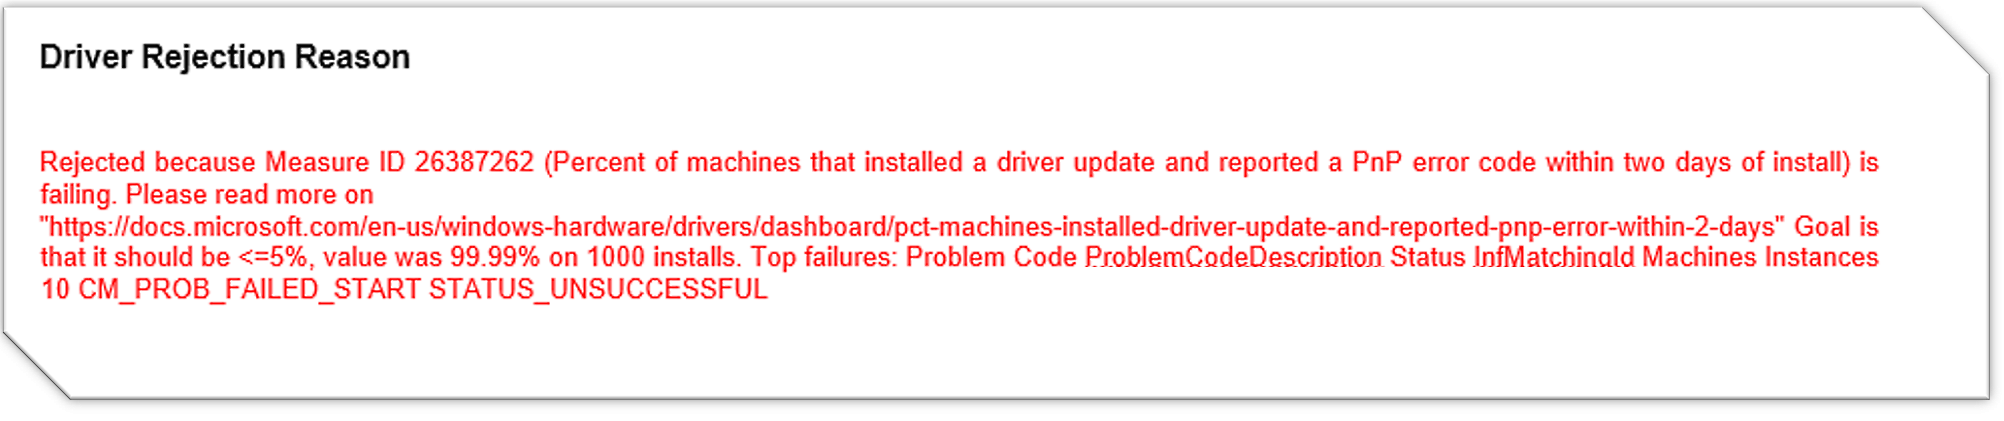 Driver Rejection Reason
Rejected because Measure ID 26387262 (Percent of machines that installed a driver update and reported a PnP error code within two days of install) is
failing. Please read more on
"https://docs.microsoft.com/en-us/windows-hardware/drivers/dashboard/pct-machines-installed-driver-update-and-reported-pnp-error-within-2-days" Goal is
that it should be <=5%, value was 99.99% on 1000 installs. Top failures: Problem Code ProblemCodeDescription Status InfMatchingId Machines Instances
10 CM_PROB_FAILED_START STATUS_UNSUCCESSFUL